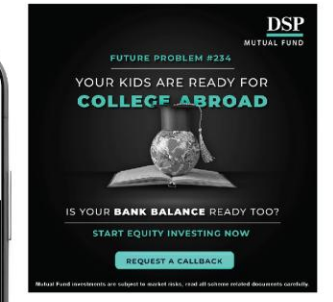 DSP
MUTUAL FUND
FUTURE PROBLEM #234
YOUR KIDS ARE READY FOR
COLLEGE ABROAD
IS YOUR BANK BALANCE READY TOO?
START EQUITY INVESTING NOW
REQUEST A CALLBACK
Mutual Fund investments are subject to market risks, read all scheme related documents carefully.